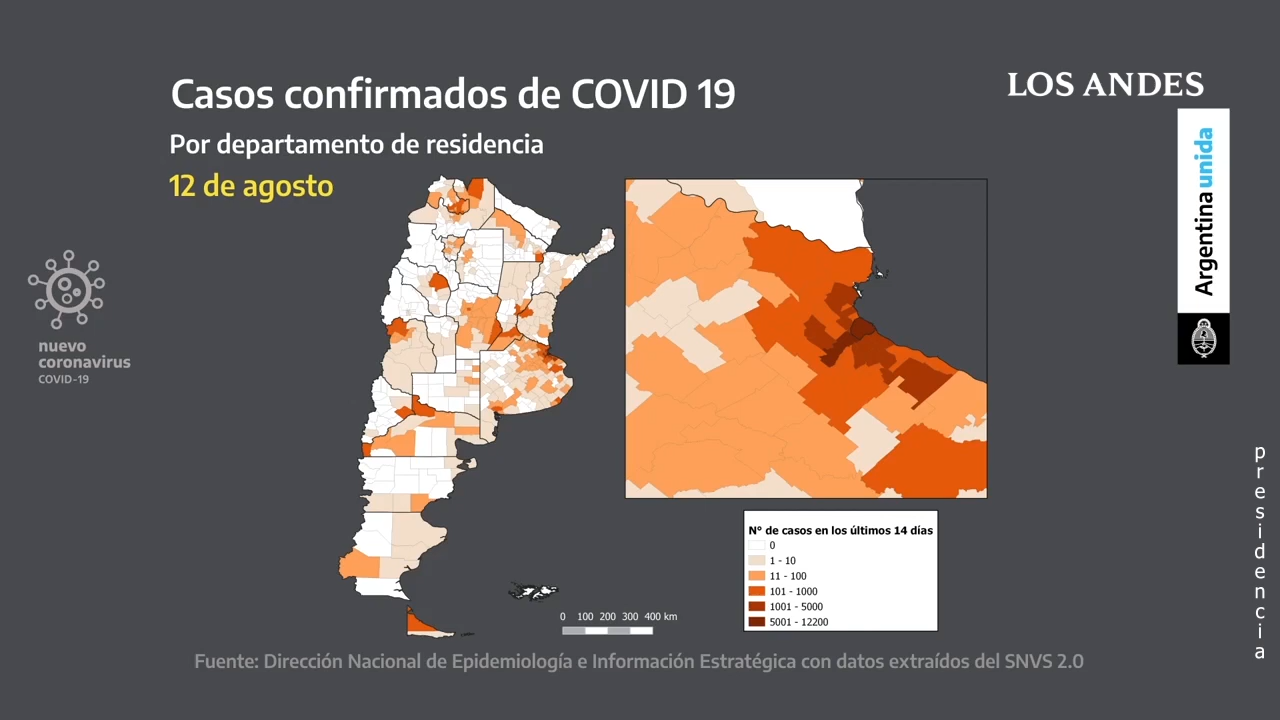 Casos confirmados de COVID 19
Por departamento de residencia
12 de agosto
LOS ANDES
Argentina unida
nuevo
coronavirus
COVID-19
presidencia
N° de casos en los últimos 14 días
0
1 - 10
11 - 100
101 - 1000
1001 - 5000
5001 - 12200
0 100 200 300 400 km
Fuente: Dirección Nacional de Epidemiología e Información Estratégica con datos extraídos del SNVS 2.0